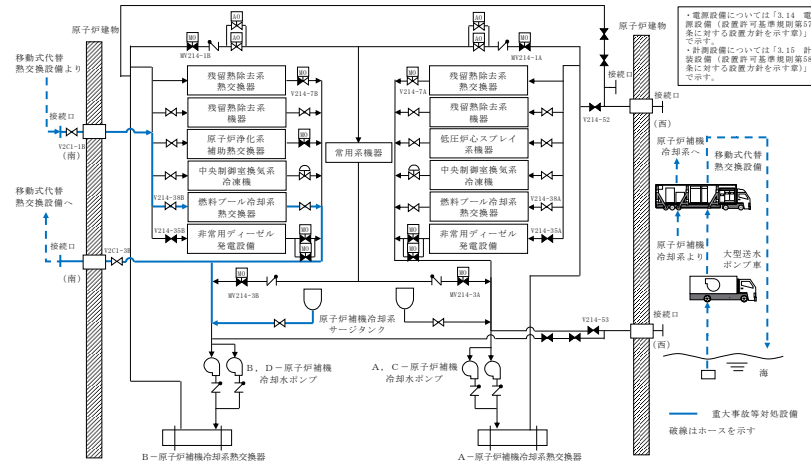 原子炉建物
原子炉建物
・電源設備については「3.14　電
源設備（設置許可基準規則第57
条に対する設置方針を示す章）」
で示す。
・計測設備については「3.15　計
装設備（設置許可基準規則第58
条に対する設置方針を示す章）」
で示す。
移動式代替
熱交換設備より
接続口
V2C1-1B
(南)
移動式代替
熱交換設備へ
接続口
V2C1-3B
(南)
AO
AO
MO
MO
MV214-1B
MV214-1A
残留熱除去系
熱交換器
MO
V214-7B
残留熱除去系
機器
原子炉浄化系
補助熱交換器
MO
中央制御室換気系
冷凍機
V214-38B
燃料プール冷却系
熱交換器
V214-35B
非常用ディーゼル
発電設備
MO
MO
常用系機器
MO
V214-7A
残留熱除去系
熱交換器
残留熱除去系
機器
低圧炉心スプレイ
系機器
中央制御室換気系
冷凍機
燃料プール冷却系
熱交換器
V214-38A
非常用ディーゼル
発電設備
V214-35A
MO
MO
接続口
V214-52
接続口
(西)
MO
MV214-3B
MO
MV214-3A
原子炉補機冷却系
サージタンク
V214-53
接続口
(西)
B，D－原子炉補機
冷却水ポンプ
A，C－原子炉補機
冷却水ポンプ
B－原子炉補機冷却系熱交換器
A－原子炉補機冷却系熱交換器
原子炉補機
冷却系へ
移動式代替
熱交換設備
原子炉補機
冷却系より
大型送水
ポンプ車
海
重大事故等対処設備
破線はホースを示す